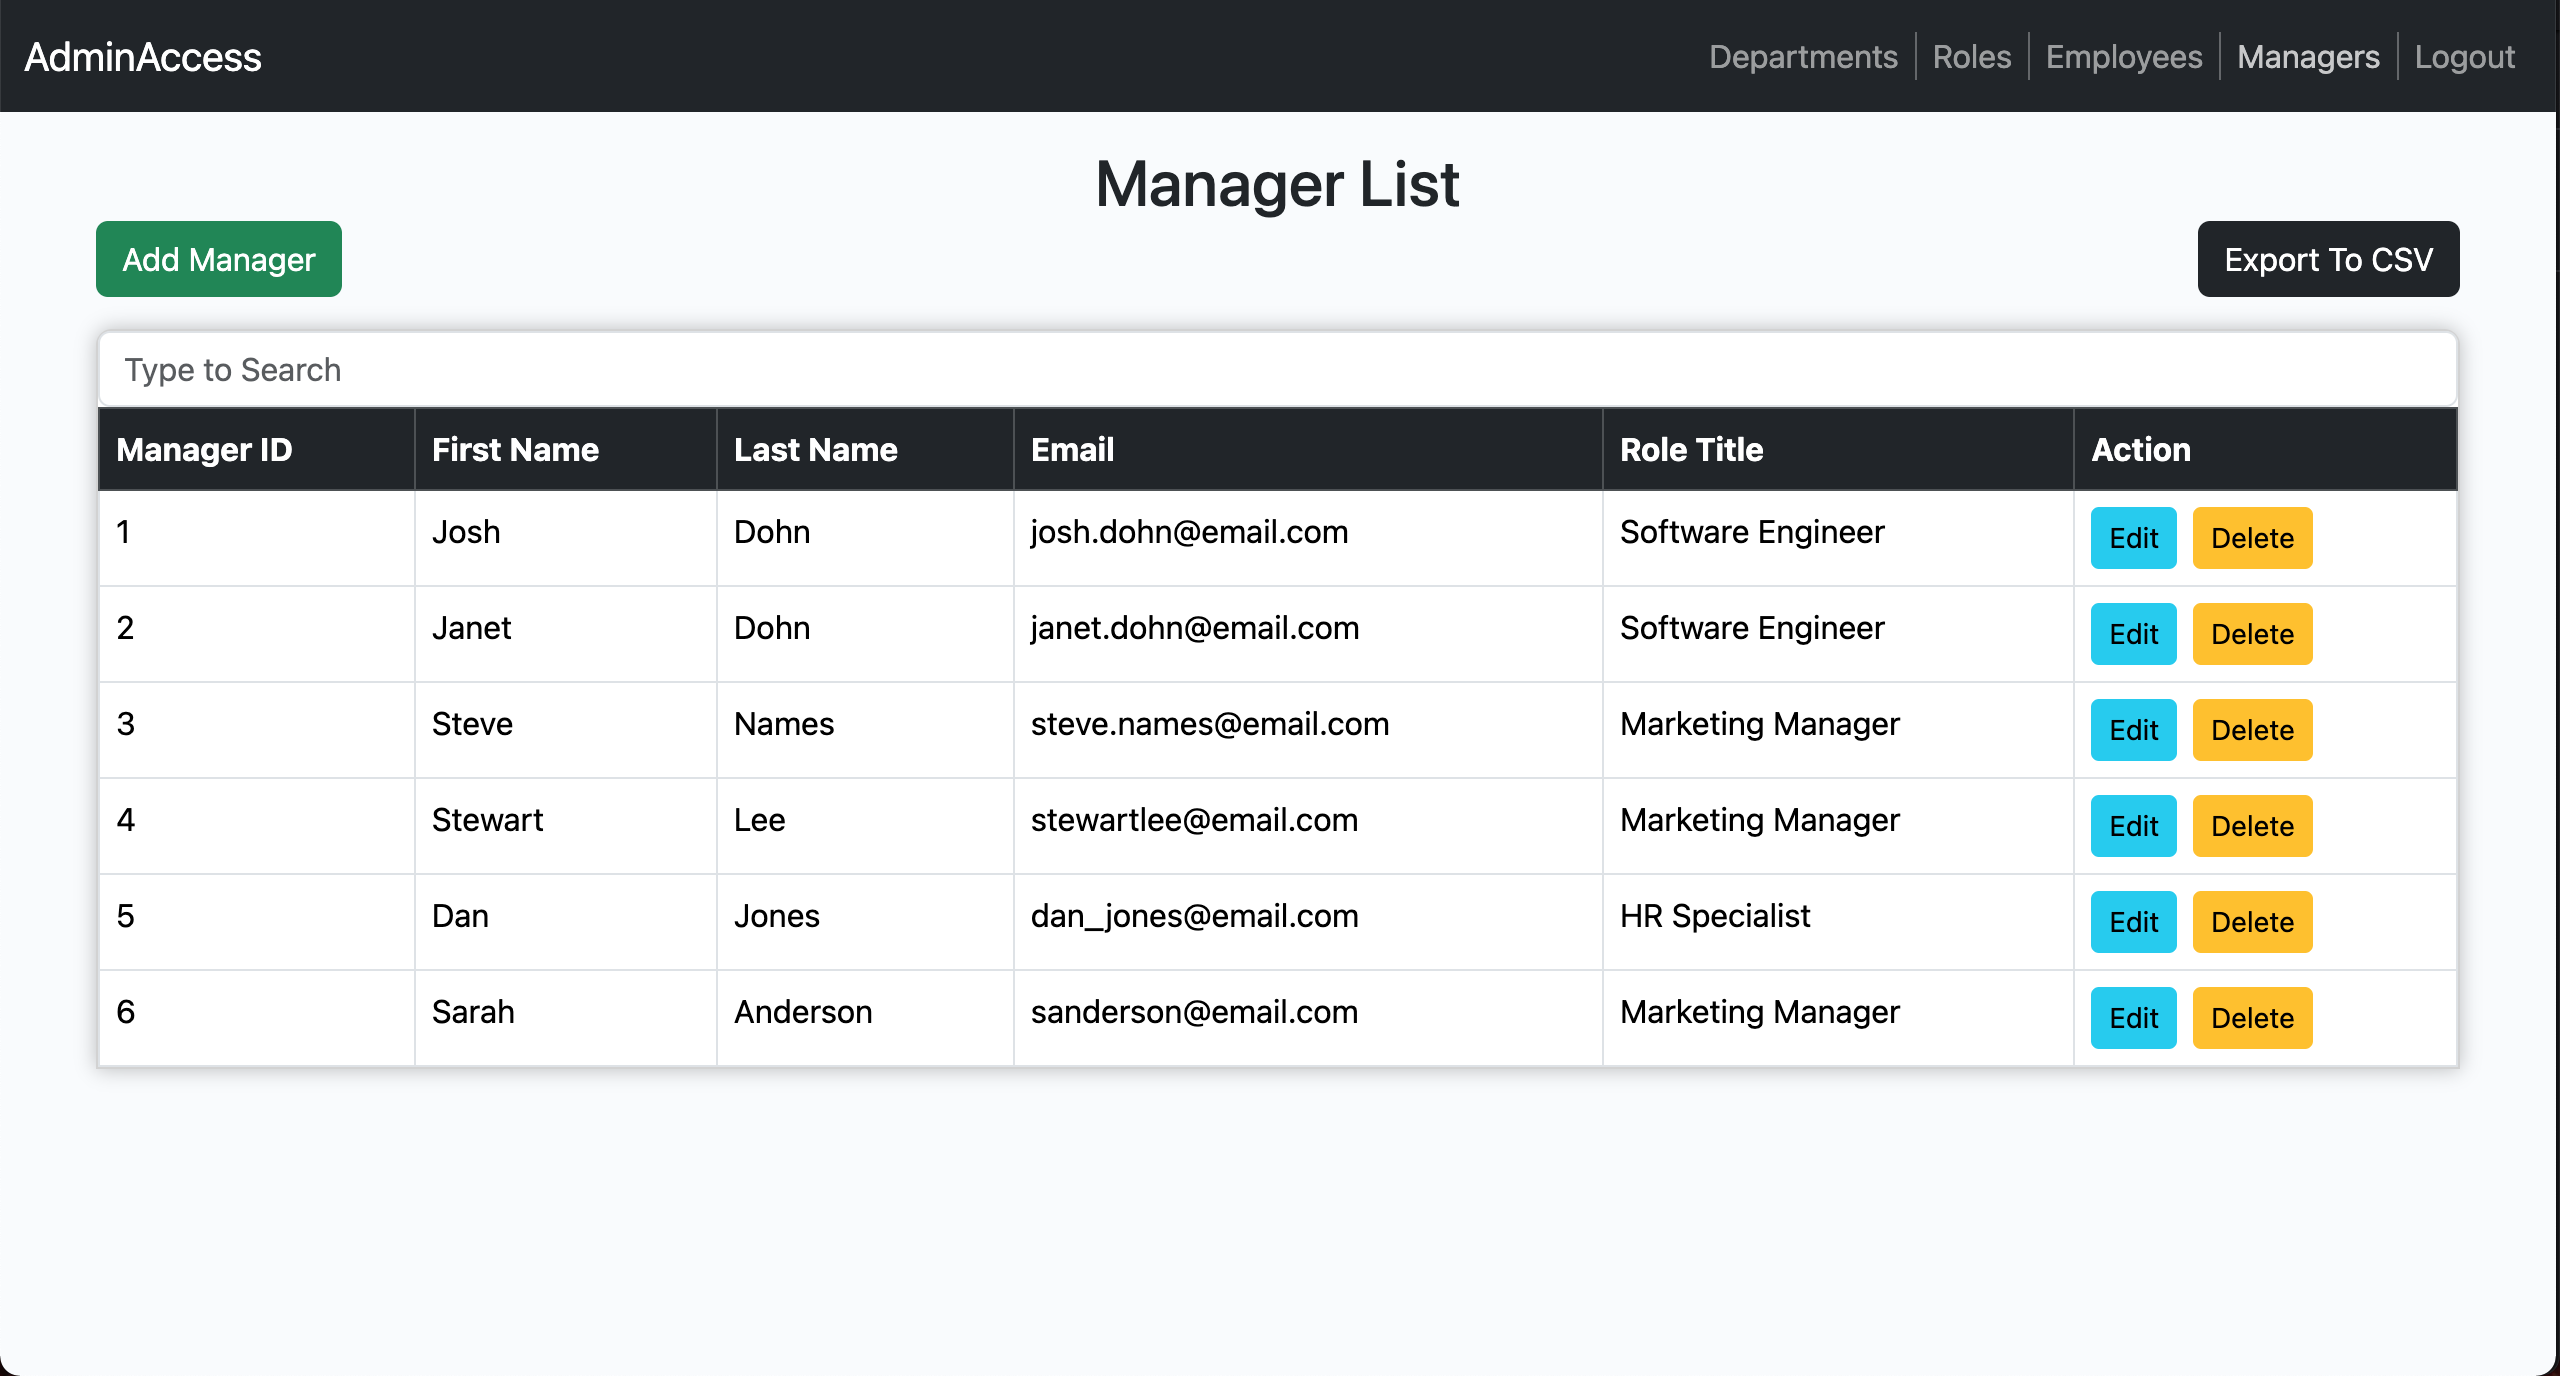 AdminAccess Departments Roles Employees Managers Logout
Manager List
Add Manager Export To CSV
Type to Search
Manager ID First Name Last Name Email Role Title Action
1 Josh Dohn josh.dohn@email.com Software Engineer Edit Delete
2 Janet Dohn janet.dohn@email.com Software Engineer Edit Delete
3 Steve Names steve.names@email.com Marketing Manager Edit Delete
4 Stewart Lee stewartlee@email.com Marketing Manager Edit Delete
5 Dan Jones dan_jones@email.com HR Specialist Edit Delete
6 Sarah Anderson sanderson@email.com Marketing Manager Edit Delete